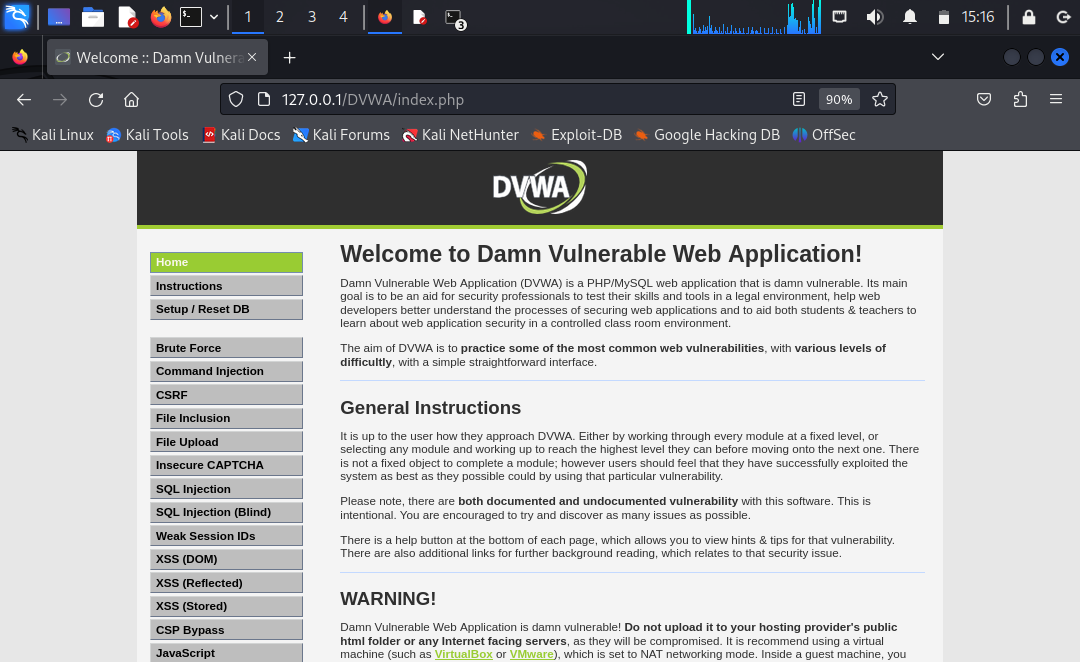 1 2 3 4 3 15:16
Welcome :: Damn Vulnera
127.0.0.1/DVWA/index.php 90%
Kali Linux Kali Tools Kali Docs Kali Forums Kali NetHunter Exploit-DB Google Hacking DB OffSec
DVWA
Home
Instructions
Setup / Reset DB
Brute Force
Command Injection
CSRF
File Inclusion
File Upload
Insecure CAPTCHA
SQL Injection
SQL Injection (Blind)
Weak Session IDs
XSS (DOM)
XSS (Reflected)
XSS (Stored)
CSP Bypass
JavaScript
Welcome to Damn Vulnerable Web Application!
Damn Vulnerable Web Application (DVWA) is a PHP/MySQL web application that is damn vulnerable. Its main
goal is to be an aid for security professionals to test their skills and tools in a legal environment, help web
developers better understand the processes of securing web applications and to aid both students & teachers to
learn about web application security in a controlled class room environment.
The aim of DVWA is to practice some of the most common web vulnerabilities, with various levels of
difficultly, with a simple straightforward interface.
General Instructions
It is up to the user how they approach DVWA. Either by working through every module at a fixed level, or
selecting any module and working up to reach the highest level they can before moving onto the next one. There
is not a fixed object to complete a module; however users should feel that they have successfully exploited the
system as best as they possible could by using that particular vulnerability.
Please note, there are both documented and undocumented vulnerability with this software. This is
intentional. You are encouraged to try and discover as many issues as possible.
There is a help button at the bottom of each page, which allows you to view hints & tips for that vulnerability.
There are also additional links for further background reading, which relates to that security issue.
WARNING!
Damn Vulnerable Web Application is damn vulnerable! Do not upload it to your hosting provider's public
html folder or any Internet facing servers, as they will be compromised. It is recommend using a virtual
machine (such as VirtualBox or VMware), which is set to NAT networking mode. Inside a guest machine, you